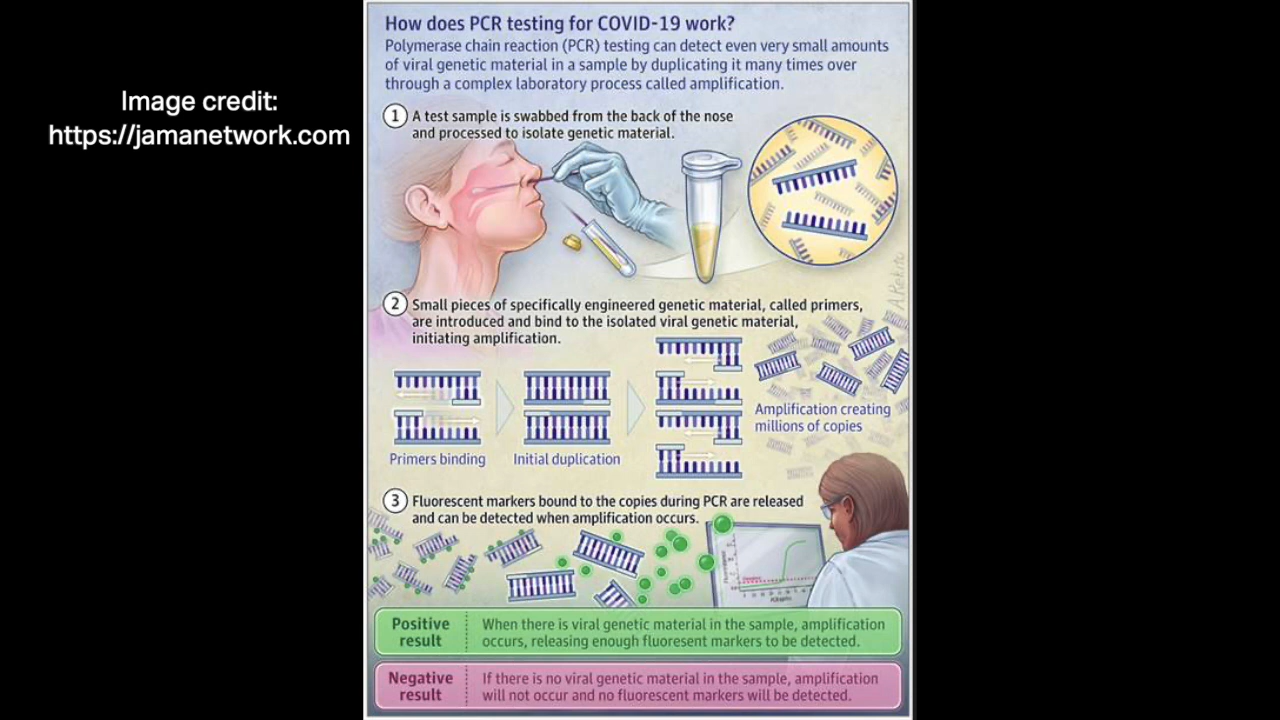 Image credit:
https://jamanetwork.com
How does PCR testing for COVID-19 work?
Polymerase chain reaction (PCR) testing can detect even very small amounts
of viral genetic material in a sample by duplicating it many times over
through a complex laboratory process called amplification.
1 A test sample is swabbed from the back of the nose
and processed to isolate genetic material.
A.Rekito
2 Small pieces of specifically engineered genetic material, called primers,
are introduced and bind to the isolated viral genetic material,
initiating amplification.
Primers binding
Initial duplication
Amplification creating
millions of copies
3 Fluorescent markers bound to the copies during PCR are released
and can be detected when amplification occurs.
Positive
result
When there is viral genetic material in the sample, amplification
occurs, releasing enough fluoresent markers to be detected.
Negative
result
If there is no viral genetic material in the sample, amplification
will not occur and no fluorescent markers will be detected.